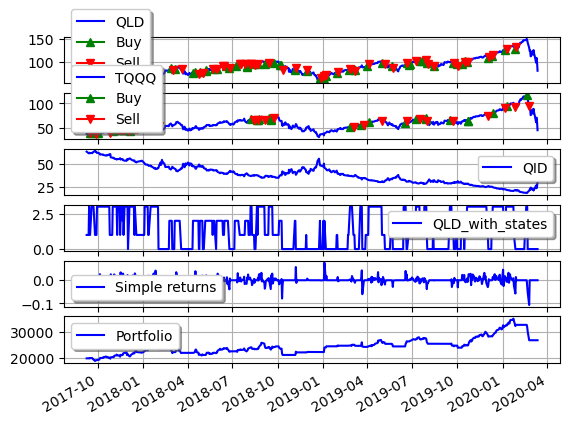 QLD
Buy
Sell
150
100
TQQQ
Buy
Sell
100
50
QID
50
25
QLD_with_states
2.5
0.0
Simple returns
0.0
−0.1
Portfolio
30000
20000
2017-10 2018-01 2018-04 2018-07 2018-10 2019-01 2019-04 2019-07 2019-10 2020-01 2020-04